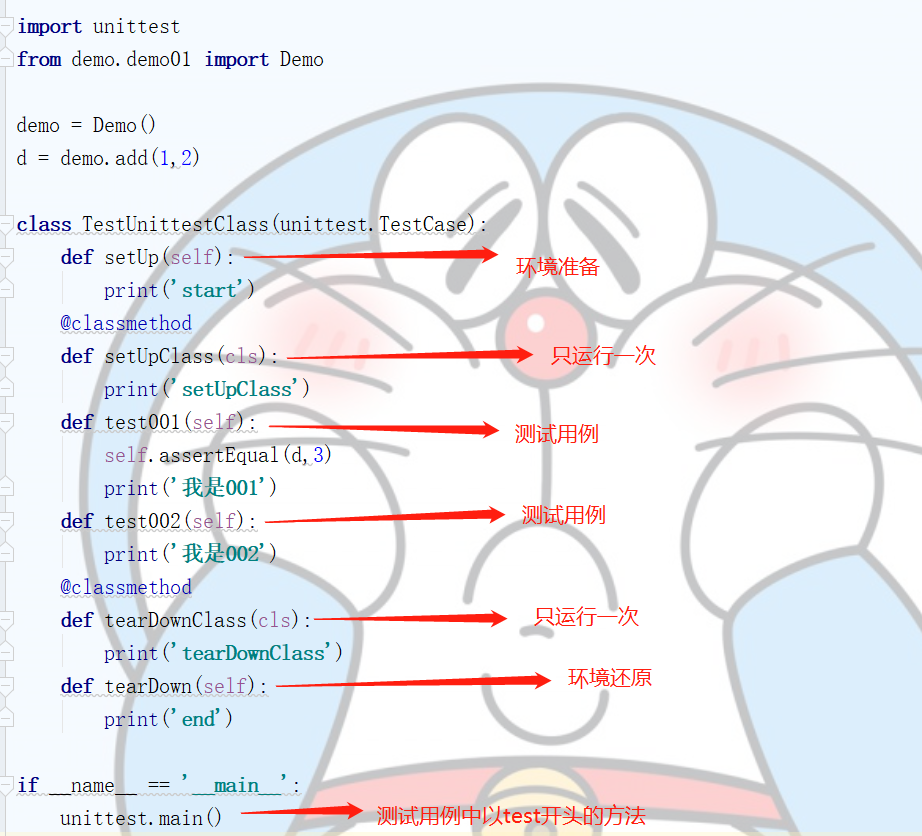 import unittest
from demo.demo01 import Demo
demo = Demo()
d = demo.add(1,2)
class TestUnittestClass(unittest.TestCase):
def setUp(self): 环境准备
print('start')
@classmethod
def setUpClass(cls): 只运行一次
print('setUpClass')
def test001(self): 测试用例
self.assertEqual(d,3)
print('我是001')
def test002(self): 测试用例
print('我是002')
@classmethod
def tearDownClass(cls): 只运行一次
print('tearDownClass')
def tearDown(self): 环境还原
print('end')
if __name__ == '__main__':
unittest.main() 测试用例中以test开头的方法